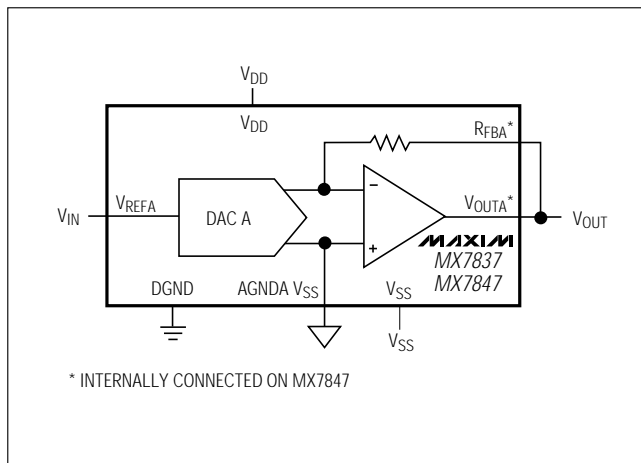 VDD
VDD
RFBA*
VIN
VREFA
DAC A
−
+
VOUTA*
VOUT
MAXIM
MX7837
MX7847
DGND
AGNDA VSS
VSS
VSS
* INTERNALLY CONNECTED ON MX7847